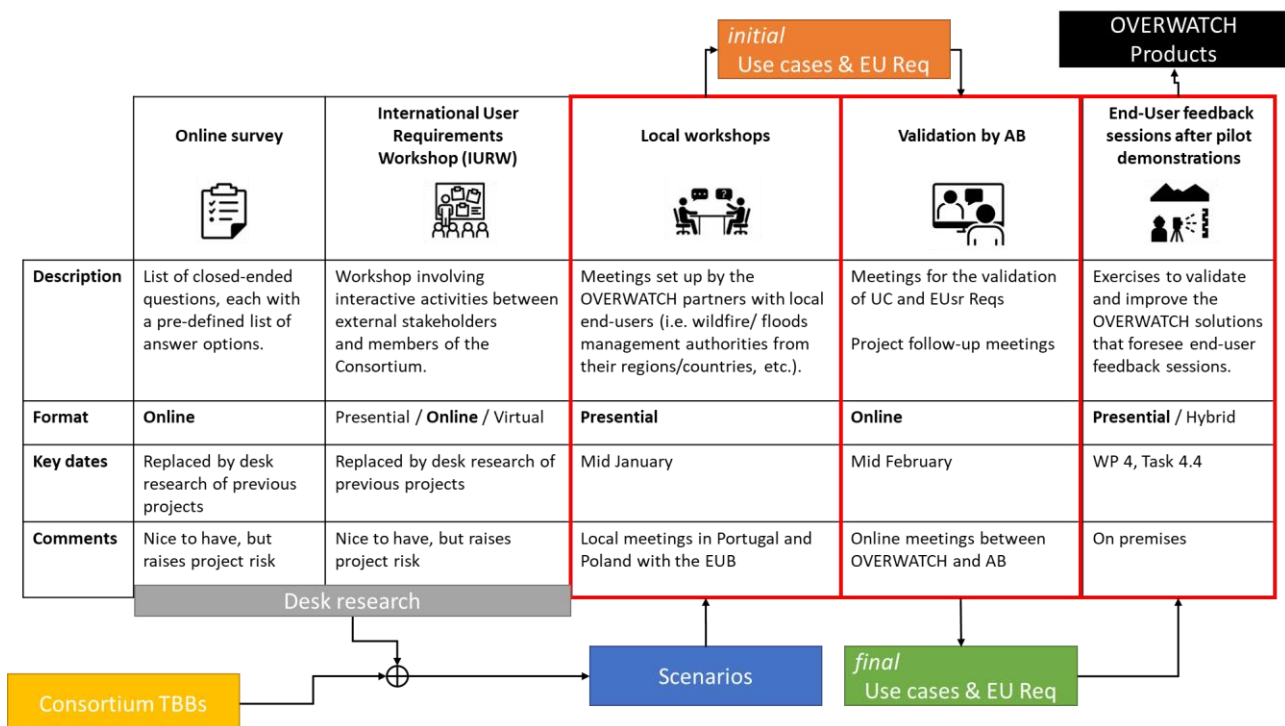 initial
Use cases & EU Req
OVERWATCH
Products
Online survey
International User
Requirements
Workshop (IURW)
Local workshops
Validation by AB
End-User feedback
sessions after pilot
demonstrations
Description
List of closed-ended
questions, each with
a pre-defined list of
answer options.
Workshop involving
interactive activities between
external stakeholders
and members of the
Consortium.
Meetings set up by the
OVERWATCH partners with local
end-users (i.e. wildfire/ floods
management authorities from
their regions/countries, etc.).
Meetings for the validation
of UC and EUsr Reqs
Project follow-up meetings
Exercises to validate
and improve the
OVERWATCH solutions
that foresee end-user
feedback sessions.
Format
Online
Presential / Online / Virtual
Presential
Online
Presential / Hybrid
Key dates
Replaced by desk
research of previous
projects
Replaced by desk research of
previous projects
Mid January
Mid February
WP 4, Task 4.4
Comments
Nice to have, but
raises project risk
Nice to have, but raises
project risk
Local meetings in Portugal and
Poland with the EUB
Online meetings between
OVERWATCH and AB
On premises
Desk research
Consortium TBBs
Scenarios
final
Use cases & EU Req